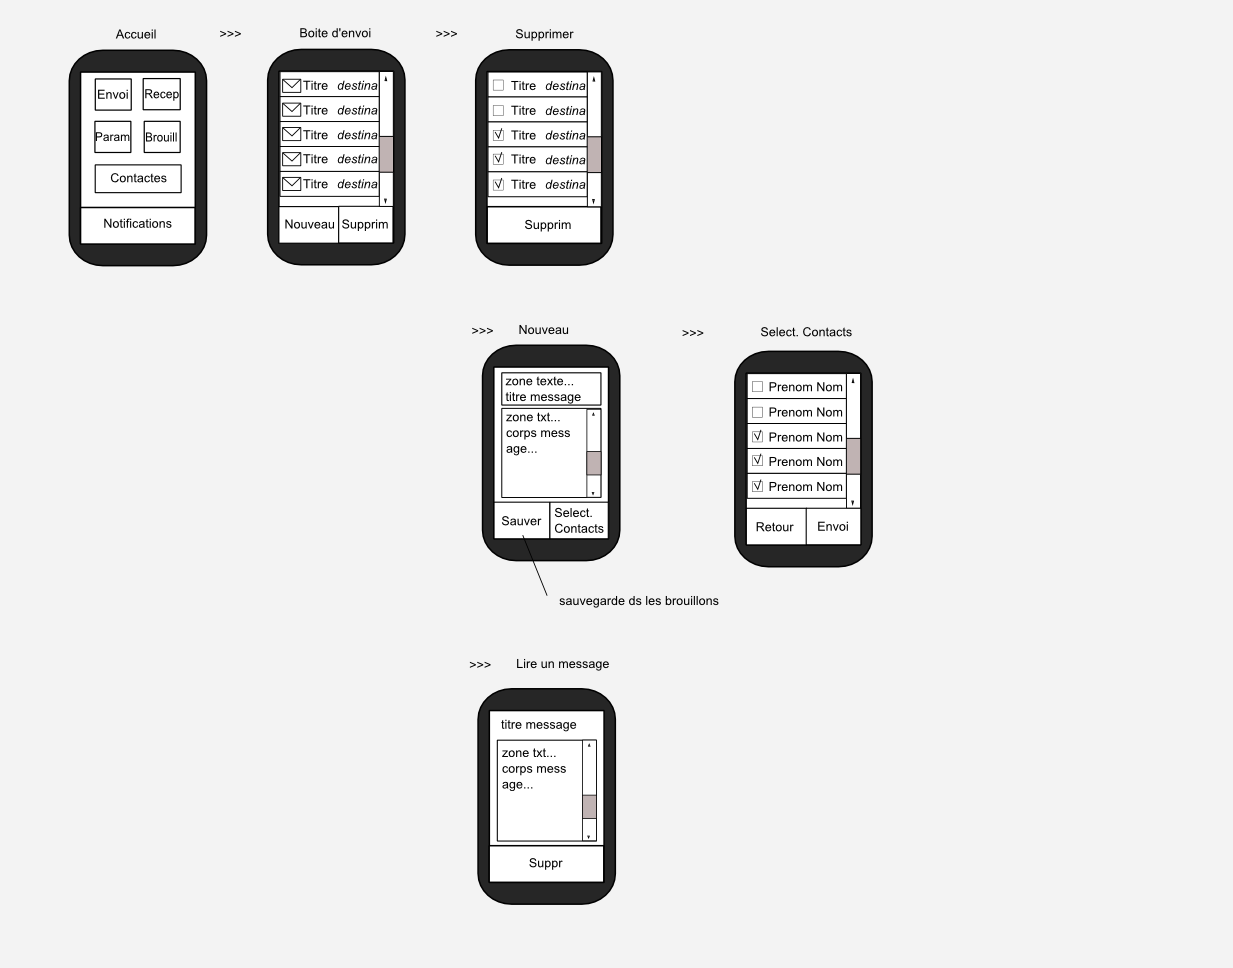 Accueil
>>>
Boite d'envoi
>>>
Supprimer
Envoi
Recep
Param
Brouill
Contactes
Notifications
Titre destina
Titre destina
Titre destina
Titre destina
Titre destina
Nouveau
Supprim
Titre destina
Titre destina
Titre destina
Titre destina
Titre destina
Supprim
>>>
Nouveau
zone texte...
titre message
zone txt...
corps mess
age...
Sauver
Select.
Contacts
sauvegarde ds les brouillons
>>>
Select. Contacts
Prenom Nom
Prenom Nom
Prenom Nom
Prenom Nom
Prenom Nom
Retour
Envoi
>>>
Lire un message
titre message
zone txt...
corps mess
age...
Suppr